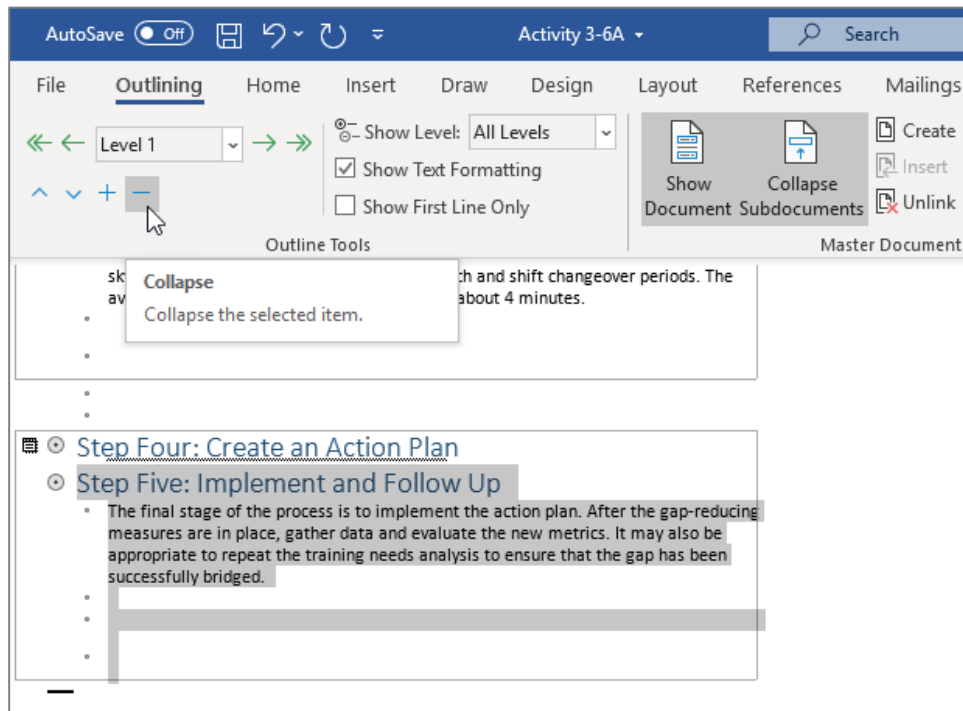 AutoSave Off Activity 3-6A Search
File Outlining Home Insert Draw Design Layout References Mailings
Level 1
Show Level: All Levels
Show Text Formatting
Show First Line Only
Outline Tools
Show Document
Collapse Subdocuments
Create
Insert
Unlink
Master Document
Collapse
Collapse the selected item.
and shift changeover periods. The
about 4 minutes.
Step Four: Create an Action Plan
Step Five: Implement and Follow Up
The final stage of the process is to implement the action plan. After the gap-reducing
measures are in place, gather data and evaluate the new metrics. It may also be
appropriate to repeat the training needs analysis to ensure that the gap has been
successfully bridged.